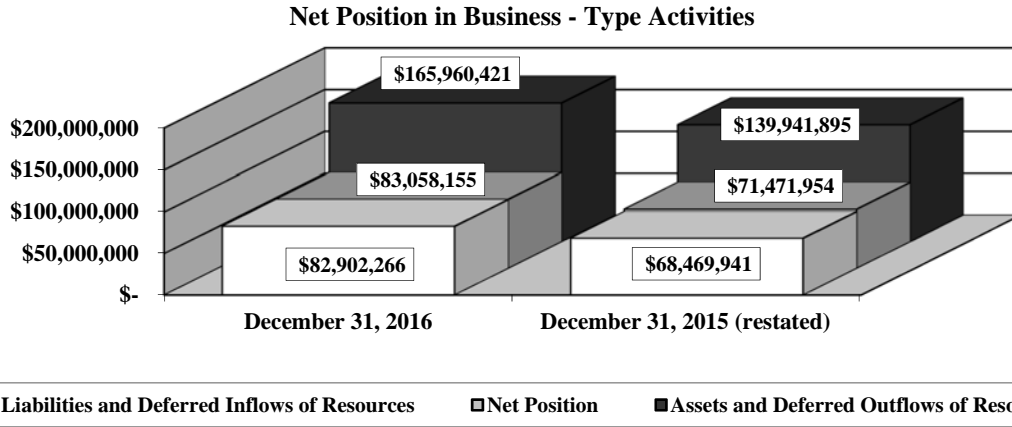 Net Position in Business - Type Activities
$165,960,421
$200,000,000
$139,941,895
$150,000,000
$83,058,155
$71,471,954
$100,000,000
$50,000,000
$82,902,266
$68,469,941
$-
December 31, 2016
December 31, 2015 (restated)
Liabilities and Deferred Inflows of Resources
Net Position
Assets and Deferred Outflows of